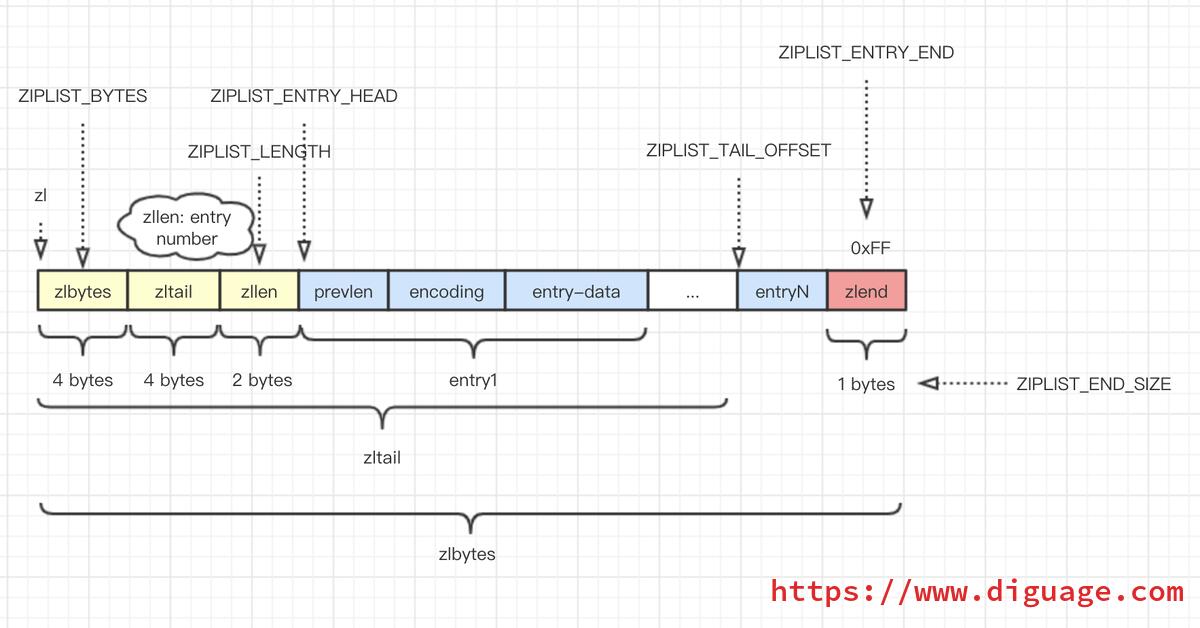 ZIPLIST_ENTRY_END
ZIPLIST_BYTES
ZIPLIST_ENTRY_HEAD
ZIPLIST_LENGTH
ZIPLIST_TAIL_OFFSET
zl
zllen: entry
number
0xFF
zlbytes zltail zllen prevlen encoding entry-data ... entryN zlend
4 bytes 4 bytes 2 bytes entry1 1 bytes ZIPLIST_END_SIZE
zltail
zlbytes
https://www.diguage.com